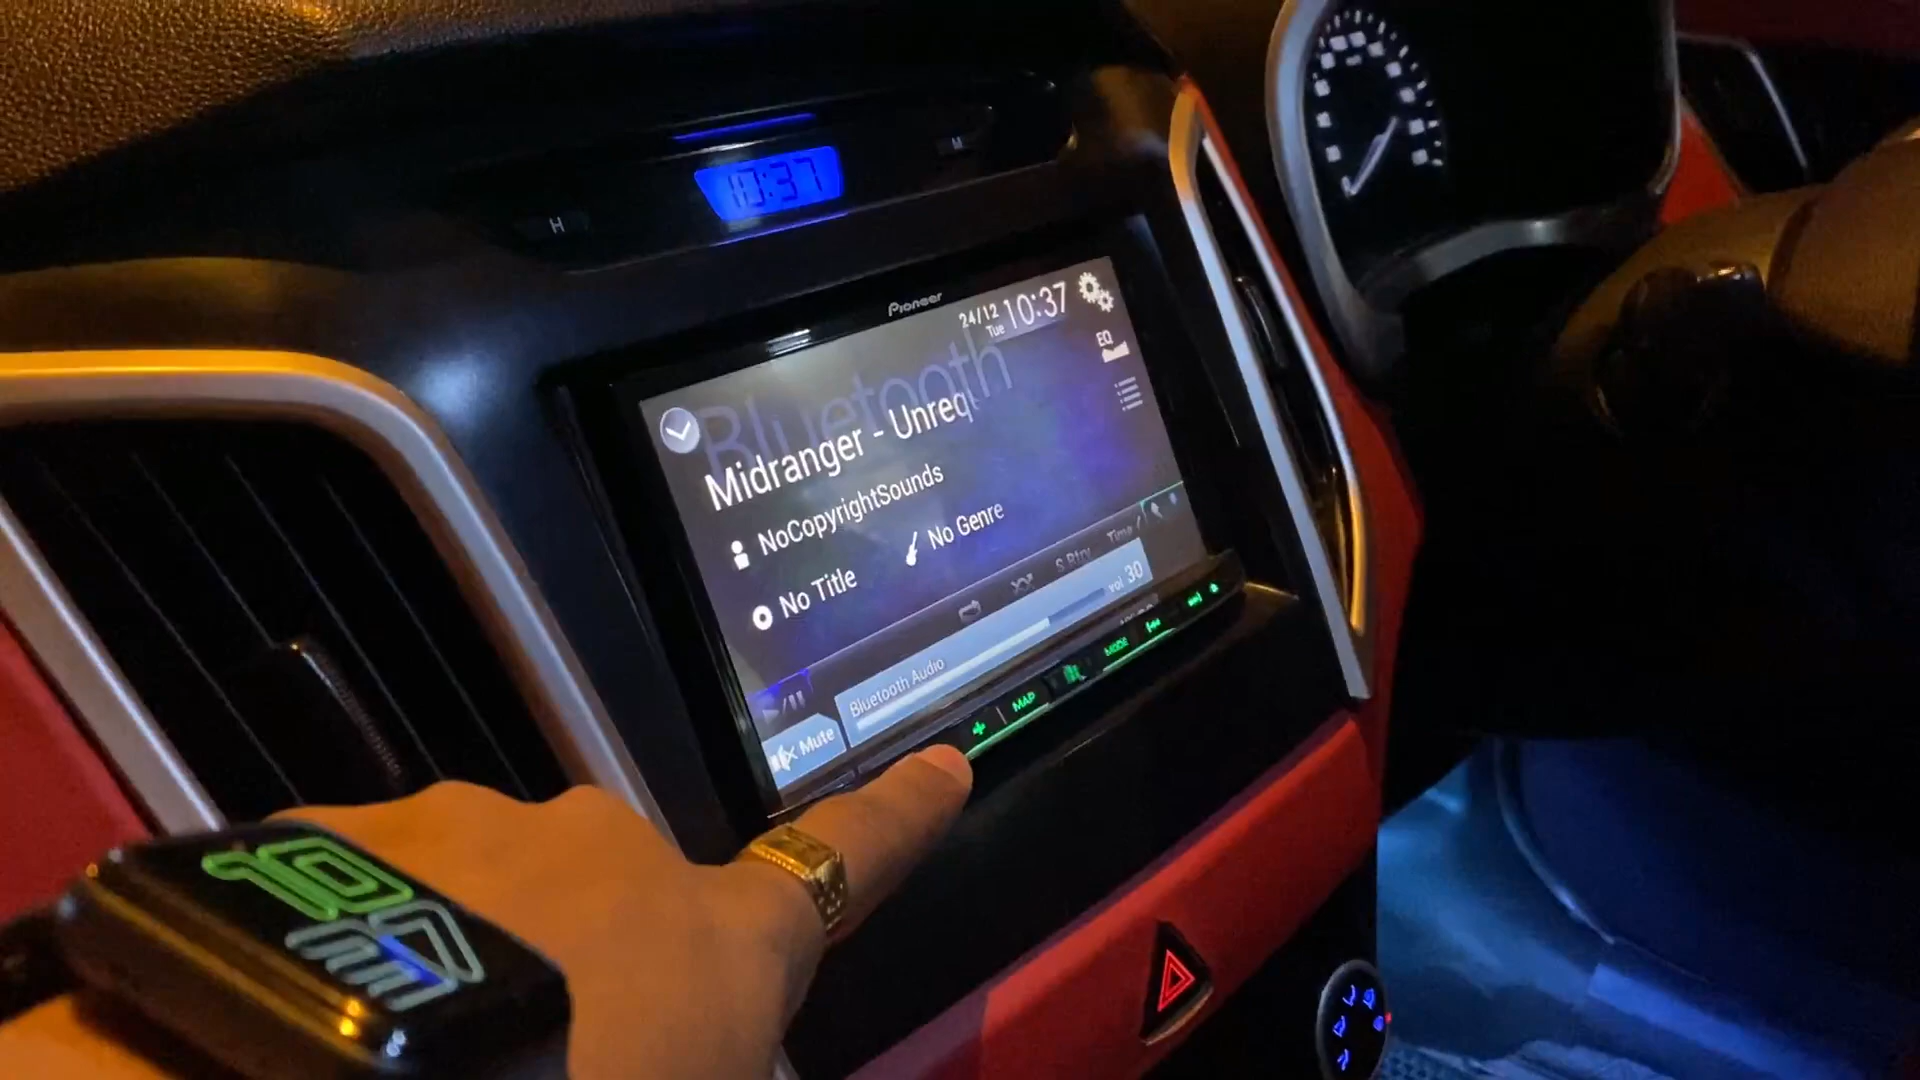 10:37
H
M
Pioneer
24/12
Tue
10:37
EQ
Bluetooth
Midranger - Unreq
NoCopyrightSounds
No Title
No Genre
S.Rtrv
Time
Bluetooth Audio
vol 30
Mute
MAP
MODE